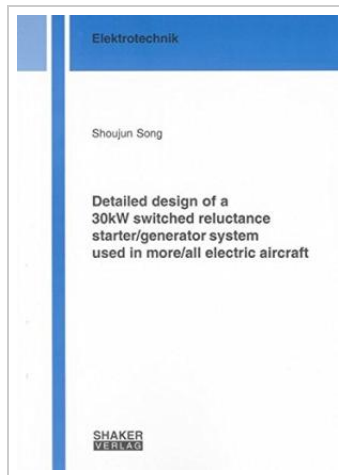 Elektrotechnik
Shoujun Song
Detailed design of a
30kW switched reluctance
starter/generator system
used in more/all electric aircraft
SHAKER
VERLAG